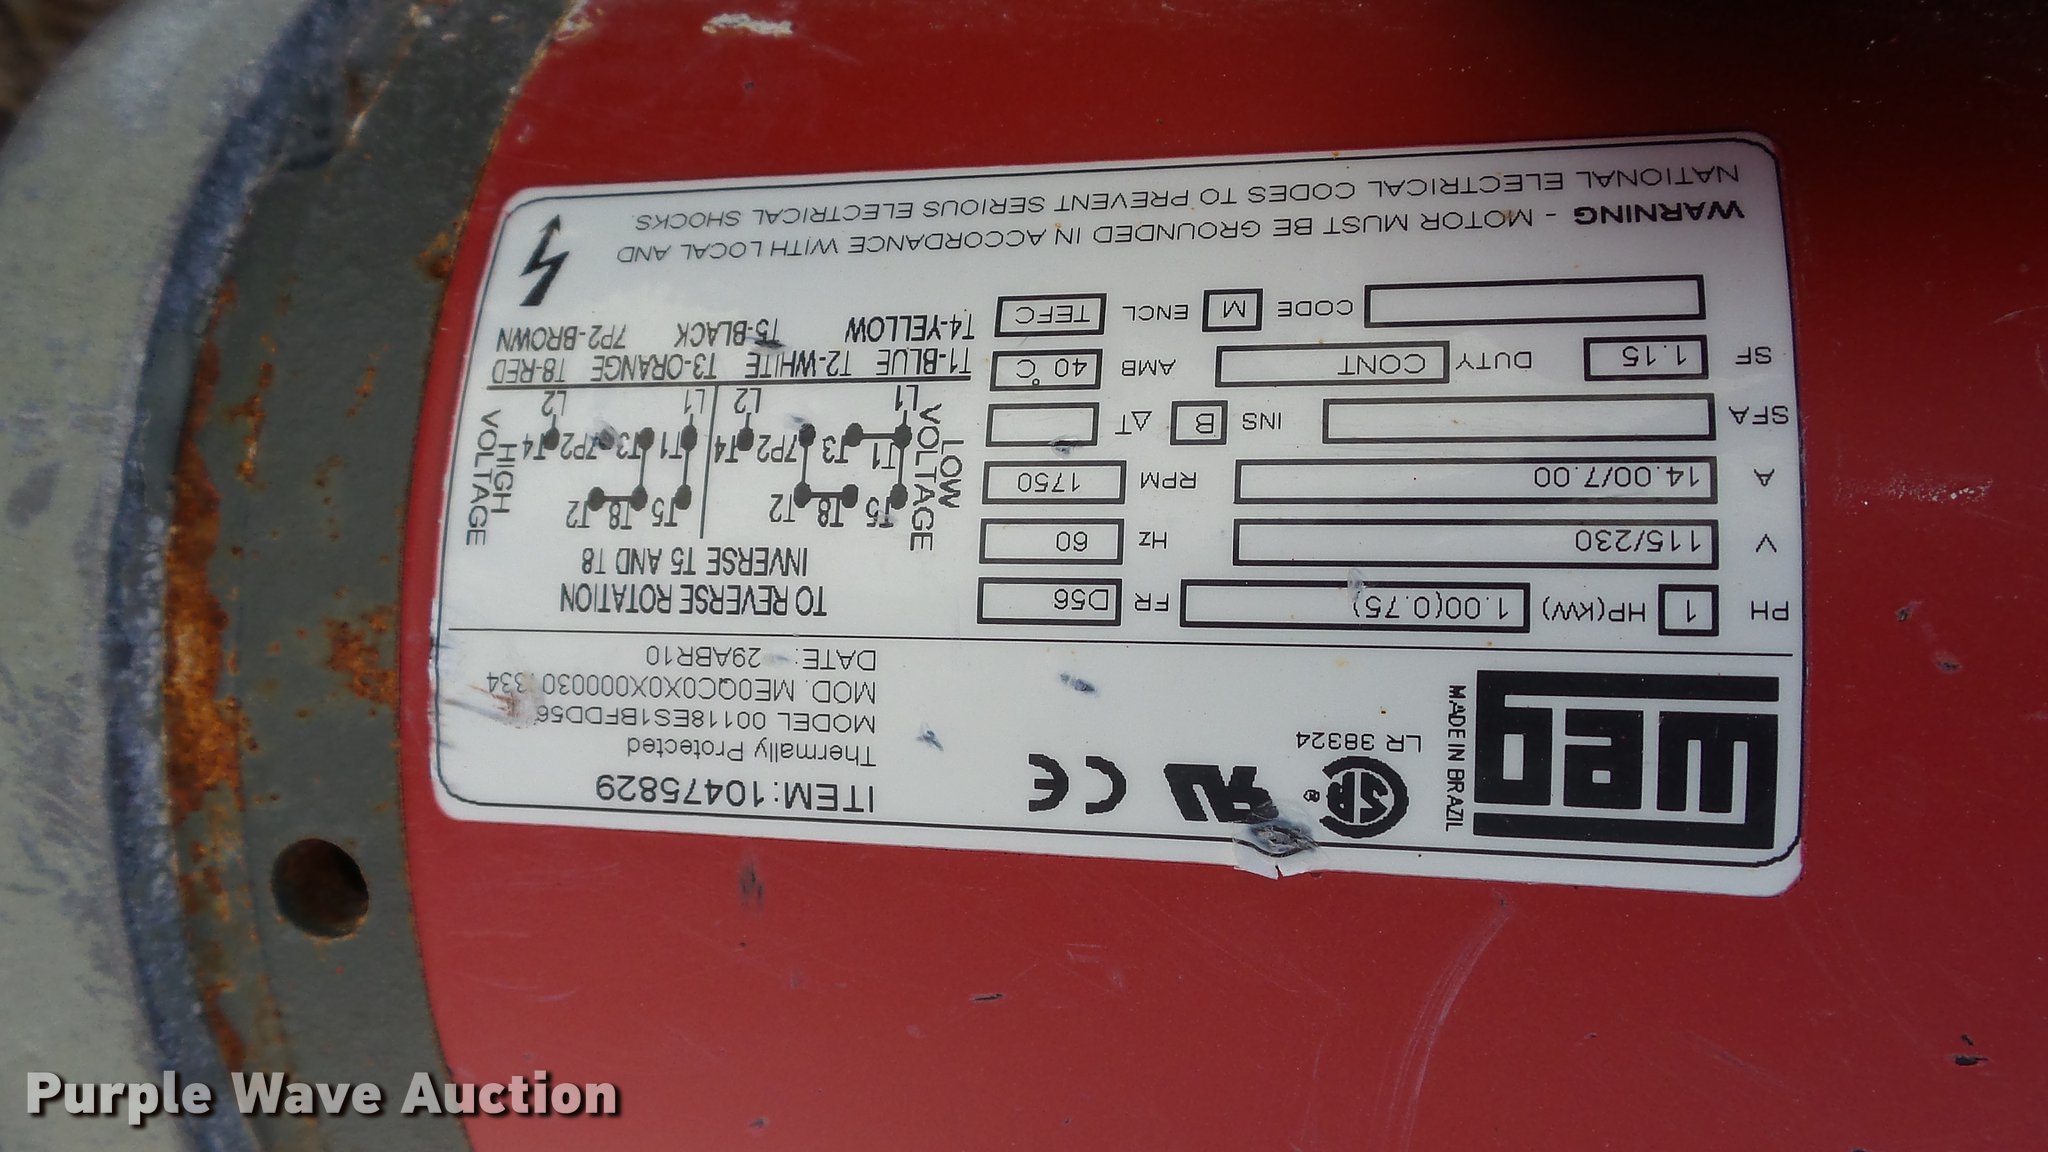 weg
MADE IN BRAZIL
LR 38324
ITEM:10475829
Thermally Protected
MODEL 00118ES1BFDD56
MOD. ME0QC0X0X000030 334
DATE: 29ABR10
PH 1 HP(KW) 1.00(0.75) FR D56
V 115/230 Hz 60
A 14.00/7.00 RPM 1750
SFA INS B ΔT
SF 1.15 DUTY CONT AMB 40°C
CODE M ENCL TEFC
TO REVERSE ROTATION
INVERSE T5 AND T8
LOW VOLTAGE
T5 T8 T2
T1 T3 7P2 T4
L1 L2
T5 T8 T2
T1 T3 7P2 T4
L1 L2
HIGH VOLTAGE
T1-BLUE T2-WHITE T3-ORANGE T8-RED
T4-YELLOW T5-BLACK 7P2-BROWN
WARNING - MOTOR MUST BE GROUNDED IN ACCORDANCE WITH LOCAL AND
NATIONAL ELECTRICAL CODES TO PREVENT SERIOUS ELECTRICAL SHOCKS.
Purple Wave Auction